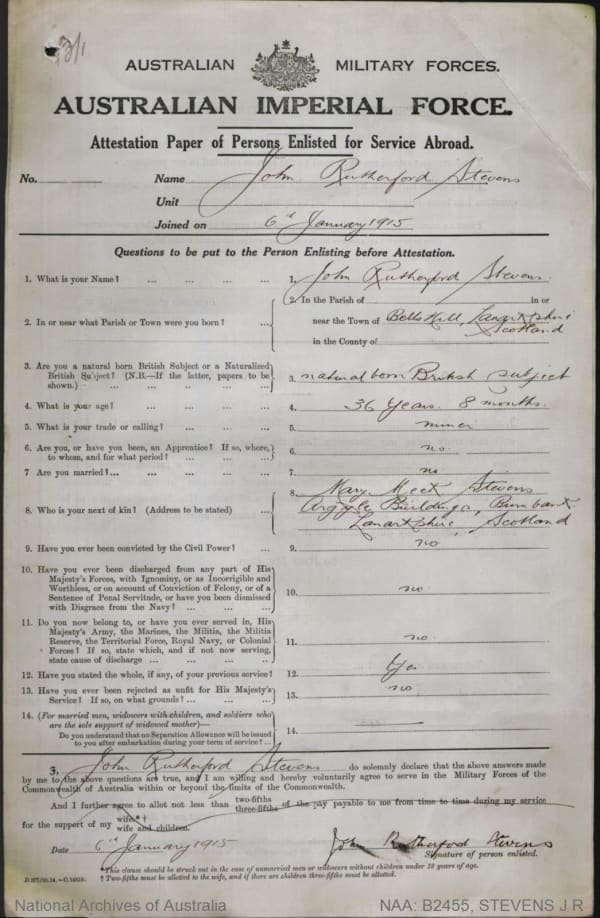 AUSTRALIAN MILITARY FORCES.
AUSTRALIAN IMPERIAL FORCE.
Attestation Paper of Persons Enlisted for Service Abroad.
No. Name John Rutherford Stevens
Unit
Joined on 6th January 1915
Questions to be put to the Person Enlisting before Attestation.
1. What is your Name? ... ... ... ... 1. John Rutherford Stevens.
2. In or near what Parish or Town were you born? ...
2. In the Parish of in or
near the Town of Bells Hill, Lanarkshire
Scotland
in the County of
3. Are you a natural born British Subject or a Naturalized
British Subject? (N.B.—If the latter, papers to be
shown.) ... ... ... ... 3. natural born British subject
4. What is your age? ... ... ... ... 4. 36 Years. 8 months.
5. What is your trade or calling? ... ... ... 5. miner
6. Are you, or have you been, an Apprentice? If so, where,
to whom, and for what period? ... ... ... 6. no.
7 Are you married?... ... ... ... ... 7. no
8. Who is your next of kin? (Address to be stated) ...
8. Mary Meek Stevens
Argyle Buildings, Burnbank.
Lanarkshire, Scotland
9. Have you ever been convicted by the Civil Power? ... 9. no
10. Have you ever been discharged from any part of His
Majesty's Forces, with Ignominy, or as Incorrigible and
Worthless, or on account of Conviction of Felony, or of a
Sentence of Penal Servitude, or have you been dismissed
with Disgrace from the Navy? ... ... ... 10. no
11. Do you now belong to, or have you ever served in, His
Majesty's Army, the Marines, the Militia, the Militia
Reserve, the Territorial Force, Royal Navy, or Colonial
Forces? If so, state which, and if not now serving,
state cause of discharge ... ... ... ... 11. no.
12. Have you stated the whole, if any, of your previous service? 12. Yes
13. Have you ever been rejected as unfit for His Majesty's
Service? If so, on what grounds? ... ... ... 13. no
14. (For married men, widowers with children, and soldiers who
are the sole support of widowed mother)—
Do you understand that no Separation Allowance will be issued
to you after embarkation during your term of service? ... 14. —
I, John Rutherford Stevens do solemnly declare that the above answers made
by me to the above questions are true, and I am willing and hereby voluntarily agree to serve in the Military Forces of the
Commonwealth of Australia within or beyond the limits of the Commonwealth.
And I further agree to allot not less than two-fifths three-fifths of the pay payable to me from time to time during my service
for the support of my wife*† wife and children.
Date 6th January 1915 John Rutherford Stevens
Signature of person enlisted.
*This clause should be struck out in the case of unmarried men or widowers without children under 18 years of age.
† Two-fifths must be allotted to the wife, and if there are children three-fifths must be allotted.
National Archives of Australia NAA: B2455, STEVENS J R